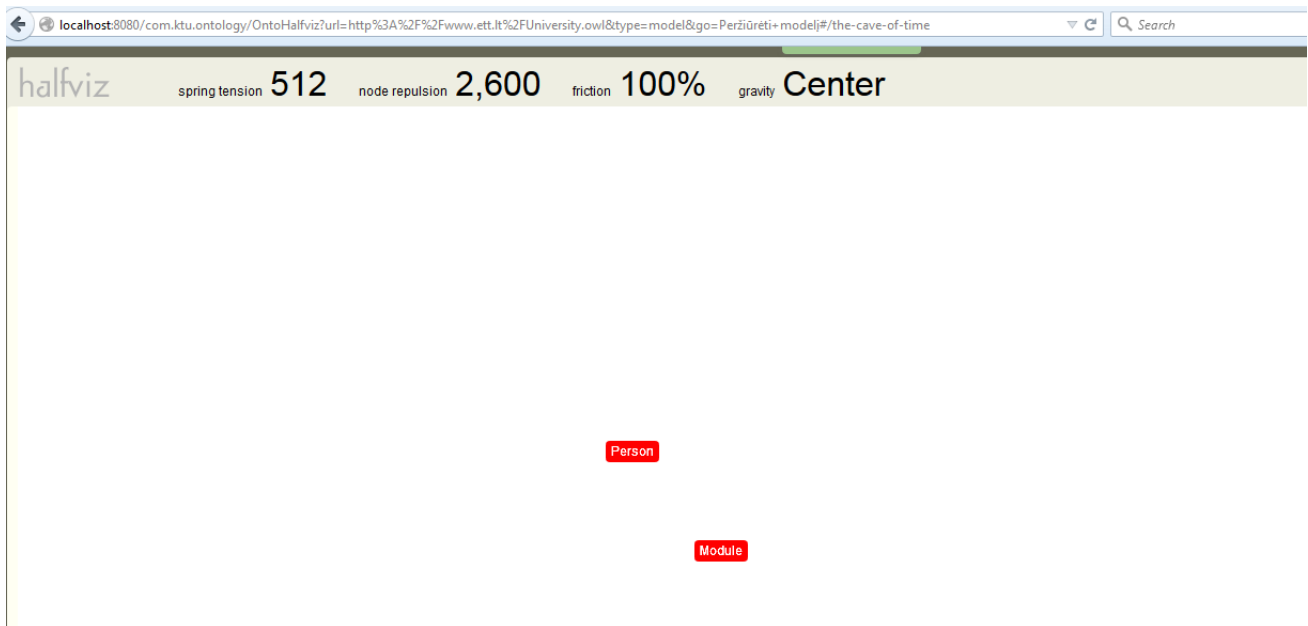 localhost:8080/com.ktu.ontology/OntoHalfviz?url=http%3A%2F%2Fwww.ett.lt%2FUniversity.owl&type=model&go=Peržiūrėti+modelį#/the-cave-of-time Search
halfviz spring tension 512 node repulsion 2,600 friction 100% gravity Center
Person
Module